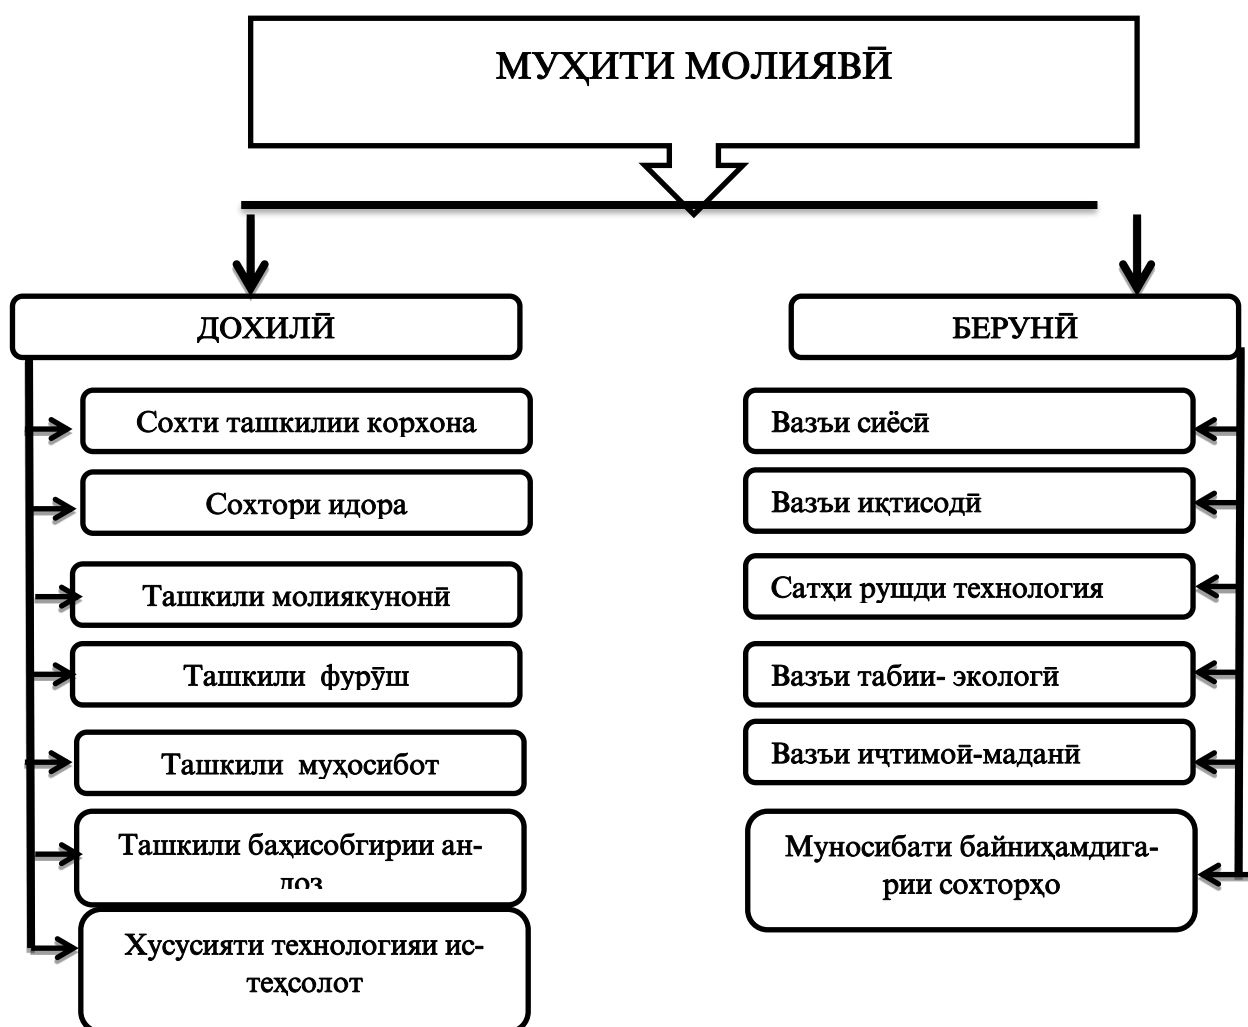 МУҲИТИ МОЛИЯВӢ
ДОХИЛӢ
Сохти ташкилии корхона
Сохтори идора
Ташкили молиякунонӣ
Ташкили фурӯш
Ташкили муҳосибот
Ташкили баҳисобгирии ан-
доз
Хусусияти технологияи ис-
теҳсолот
БЕРУНӢ
Вазъи сиёсӣ
Вазъи иқтисодӣ
Сатҳи рушди технология
Вазъи табии- экологӣ
Вазъи иҷтимоӣ-маданӣ
Муносибати байниҳамдига-
рии сохторҳо